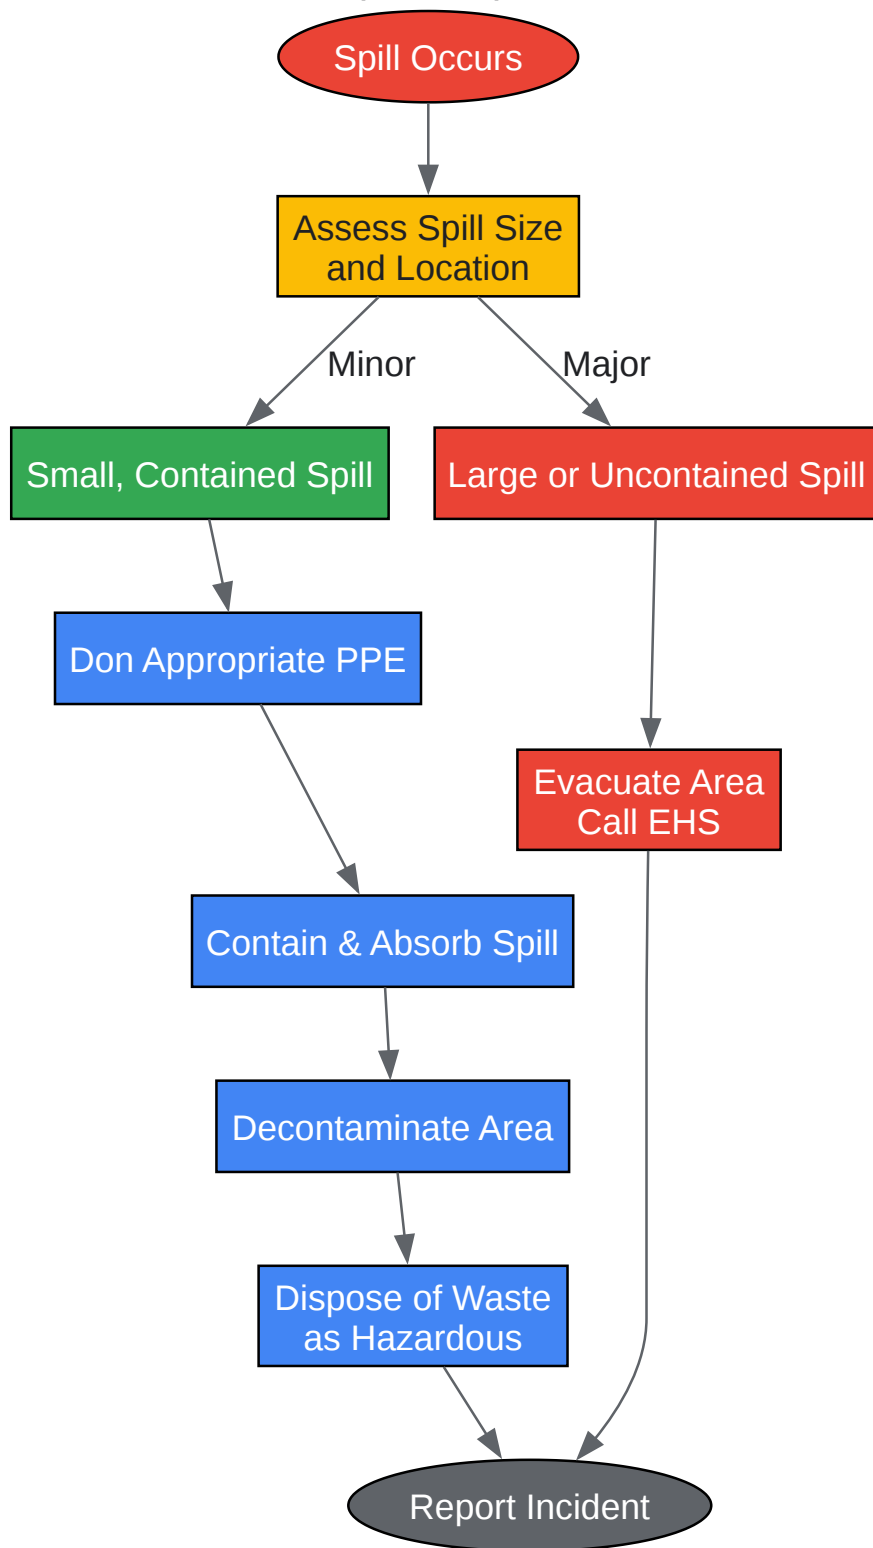 Spill Occurs
Assess Spill Size
and Location
Minor
Major
Small, Contained Spill
Large or Uncontained Spill
Don Appropriate PPE
Evacuate Area
Call EHS
Contain & Absorb Spill
Decontaminate Area
Dispose of Waste
as Hazardous
Report Incident